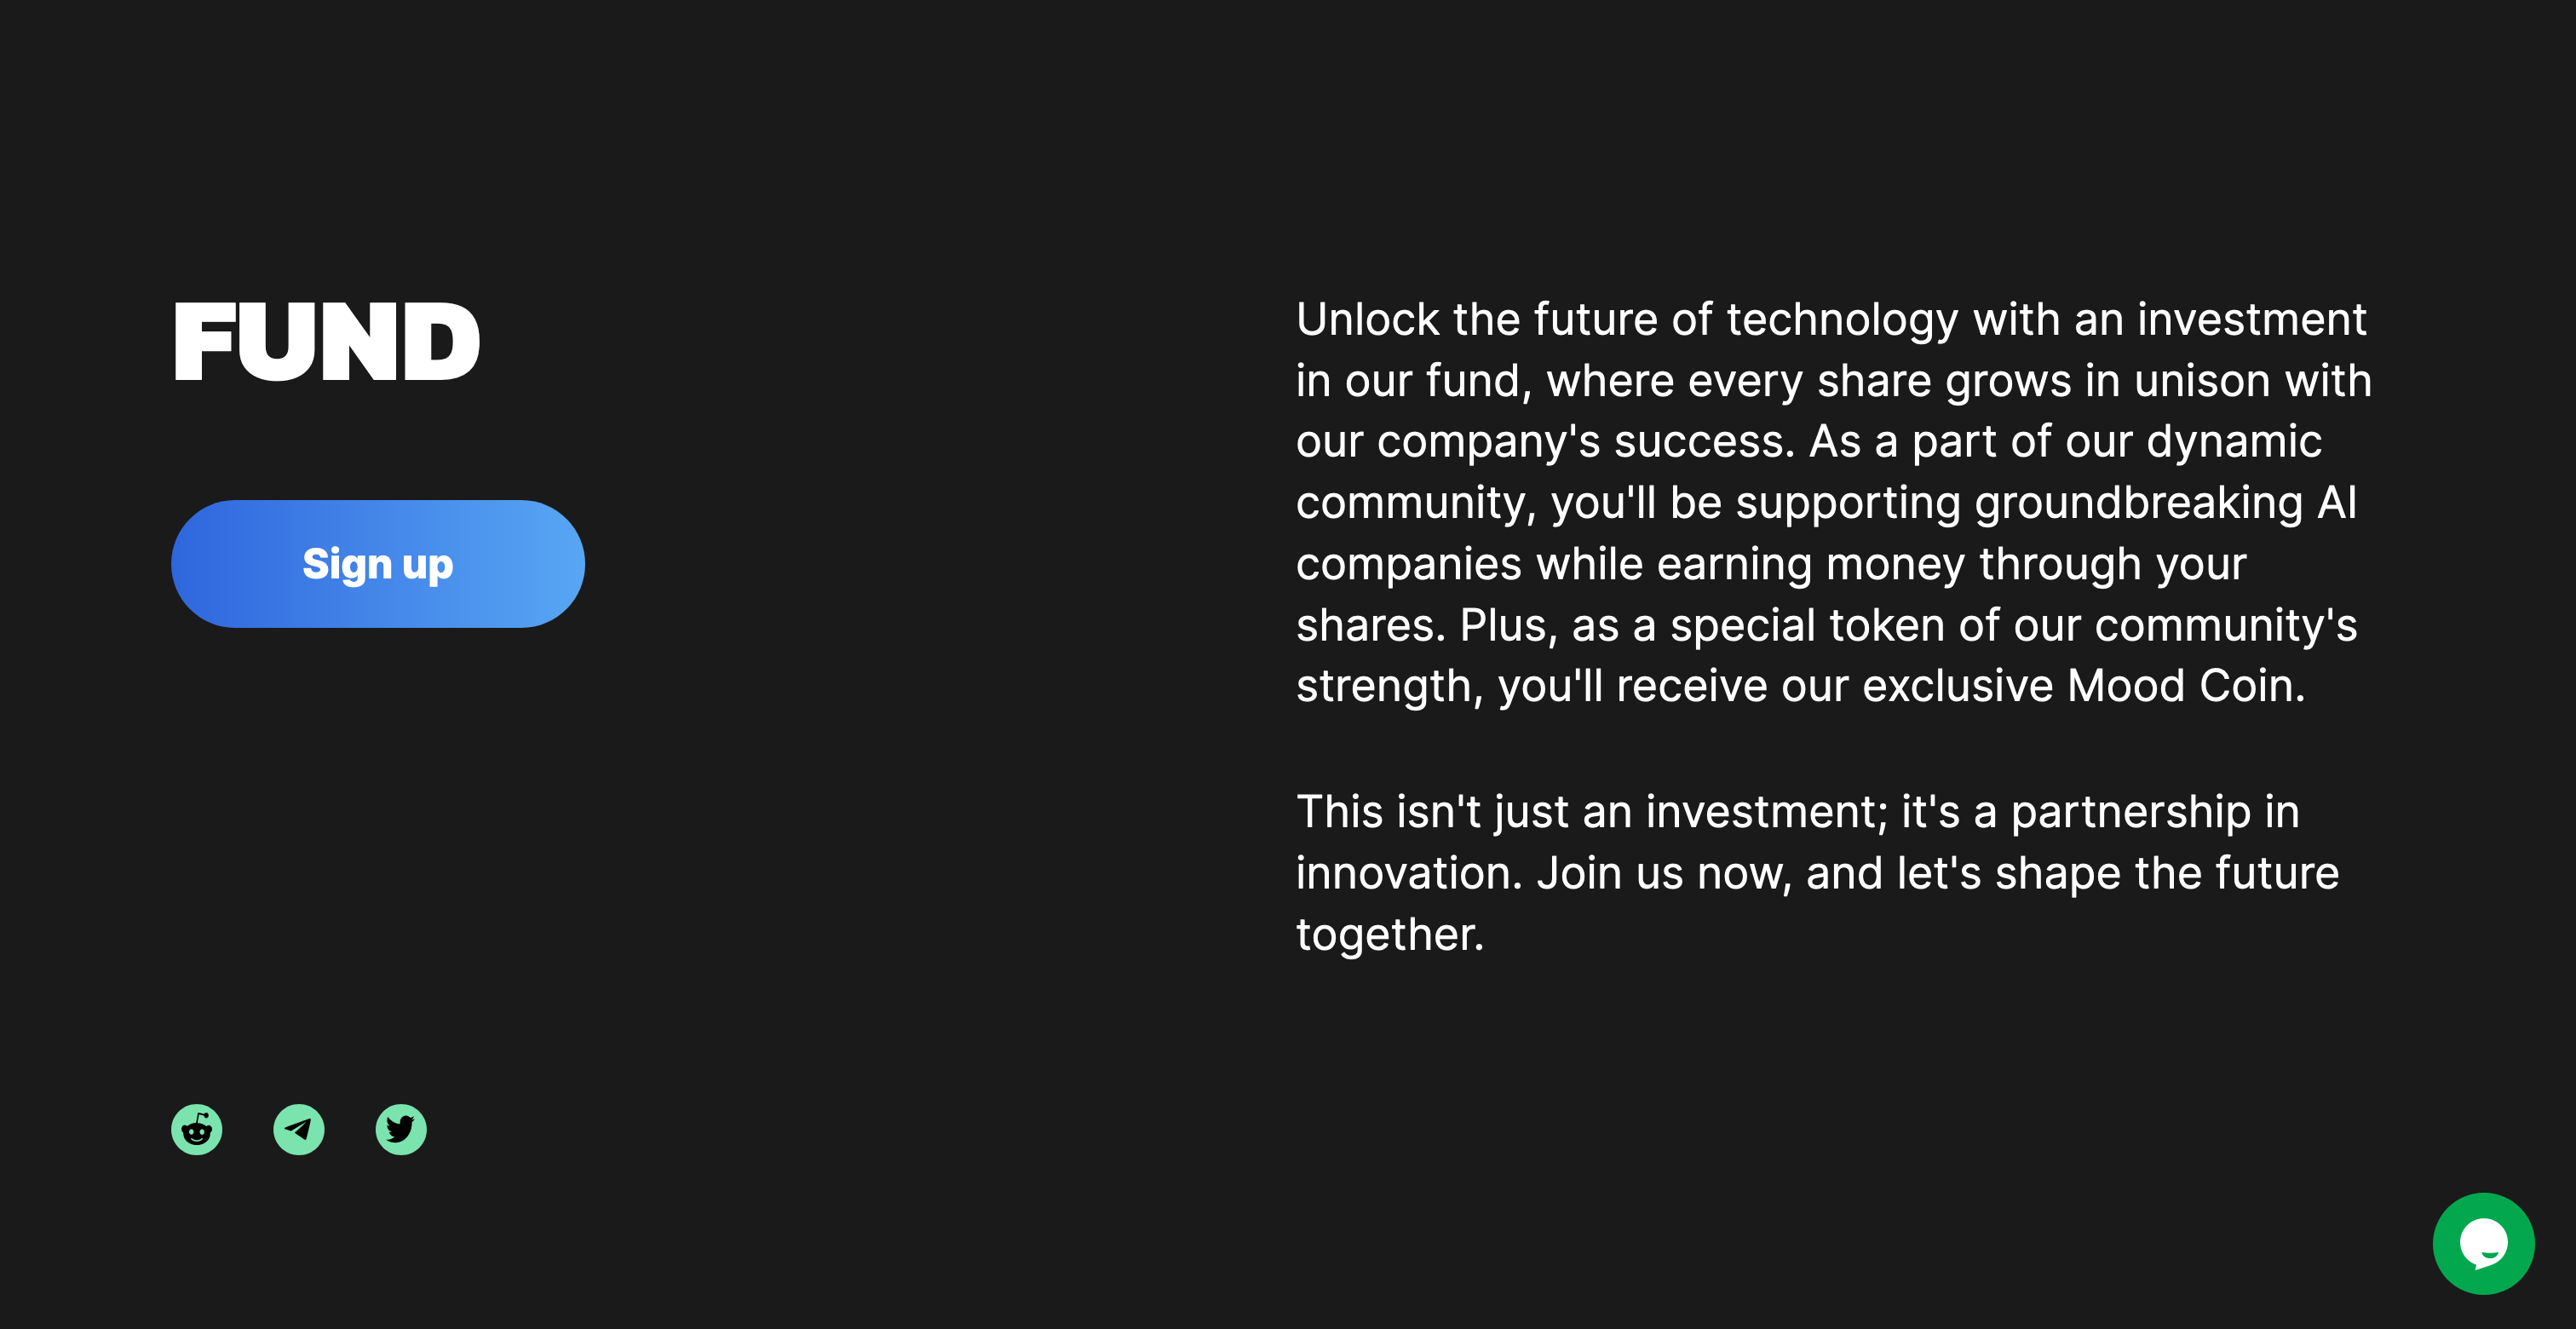 FUND
Sign up
Unlock the future of technology with an investment
in our fund, where every share grows in unison with
our company's success. As a part of our dynamic
community, you'll be supporting groundbreaking AI
companies while earning money through your
shares. Plus, as a special token of our community's
strength, you'll receive our exclusive Mood Coin.
This isn't just an investment; it's a partnership in
innovation. Join us now, and let's shape the future
together.